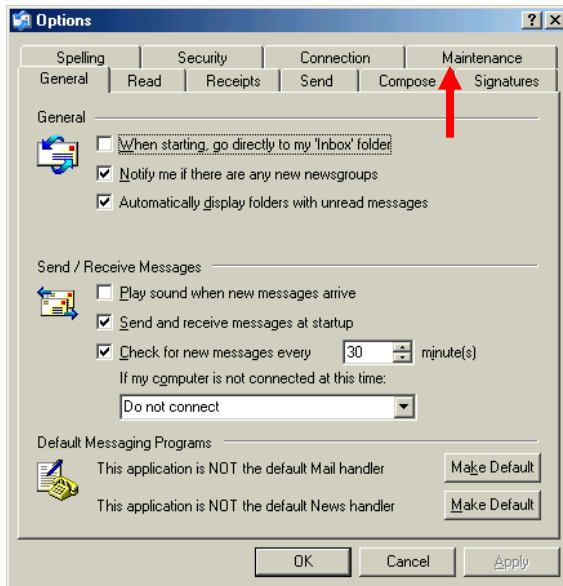 Options
Spelling Security Connection Maintenance
General Read Receipts Send Compose Signatures
General
When starting, go directly to my 'Inbox' folder
Notify me if there are any new newsgroups
Automatically display folders with unread messages
Send / Receive Messages
Play sound when new messages arrive
Send and receive messages at startup
Check for new messages every 30 minute(s)
If my computer is not connected at this time:
Do not connect
Default Messaging Programs
This application is NOT the default Mail handler Make Default
This application is NOT the default News handler Make Default
OK Cancel Apply